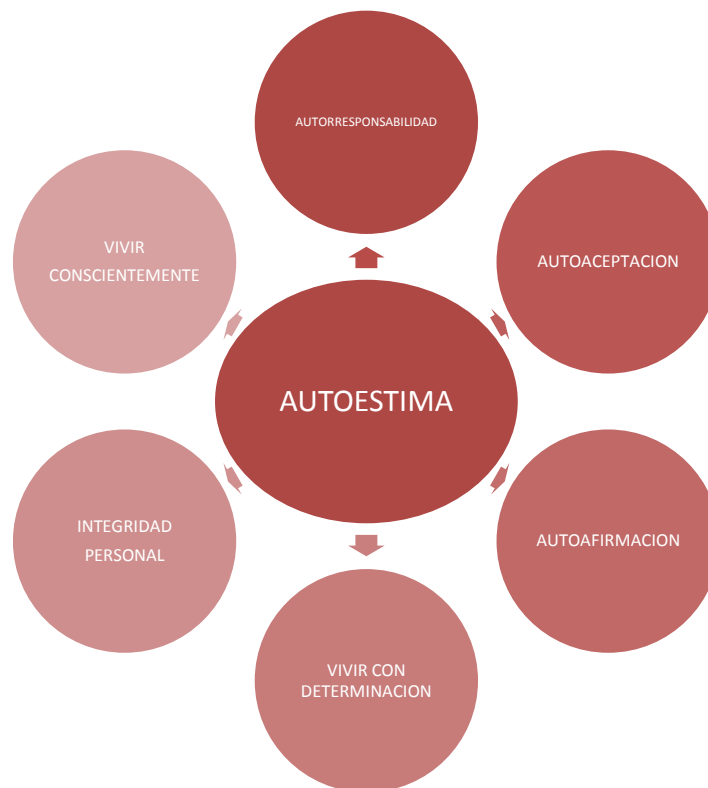 AUTORRESPONSABILIDAD
VIVIR
CONSCIENTEMENTE
AUTOACEPTACION
AUTOESTIMA
INTEGRIDAD
PERSONAL
AUTOAFIRMACION
VIVIR CON
DETERMINACION